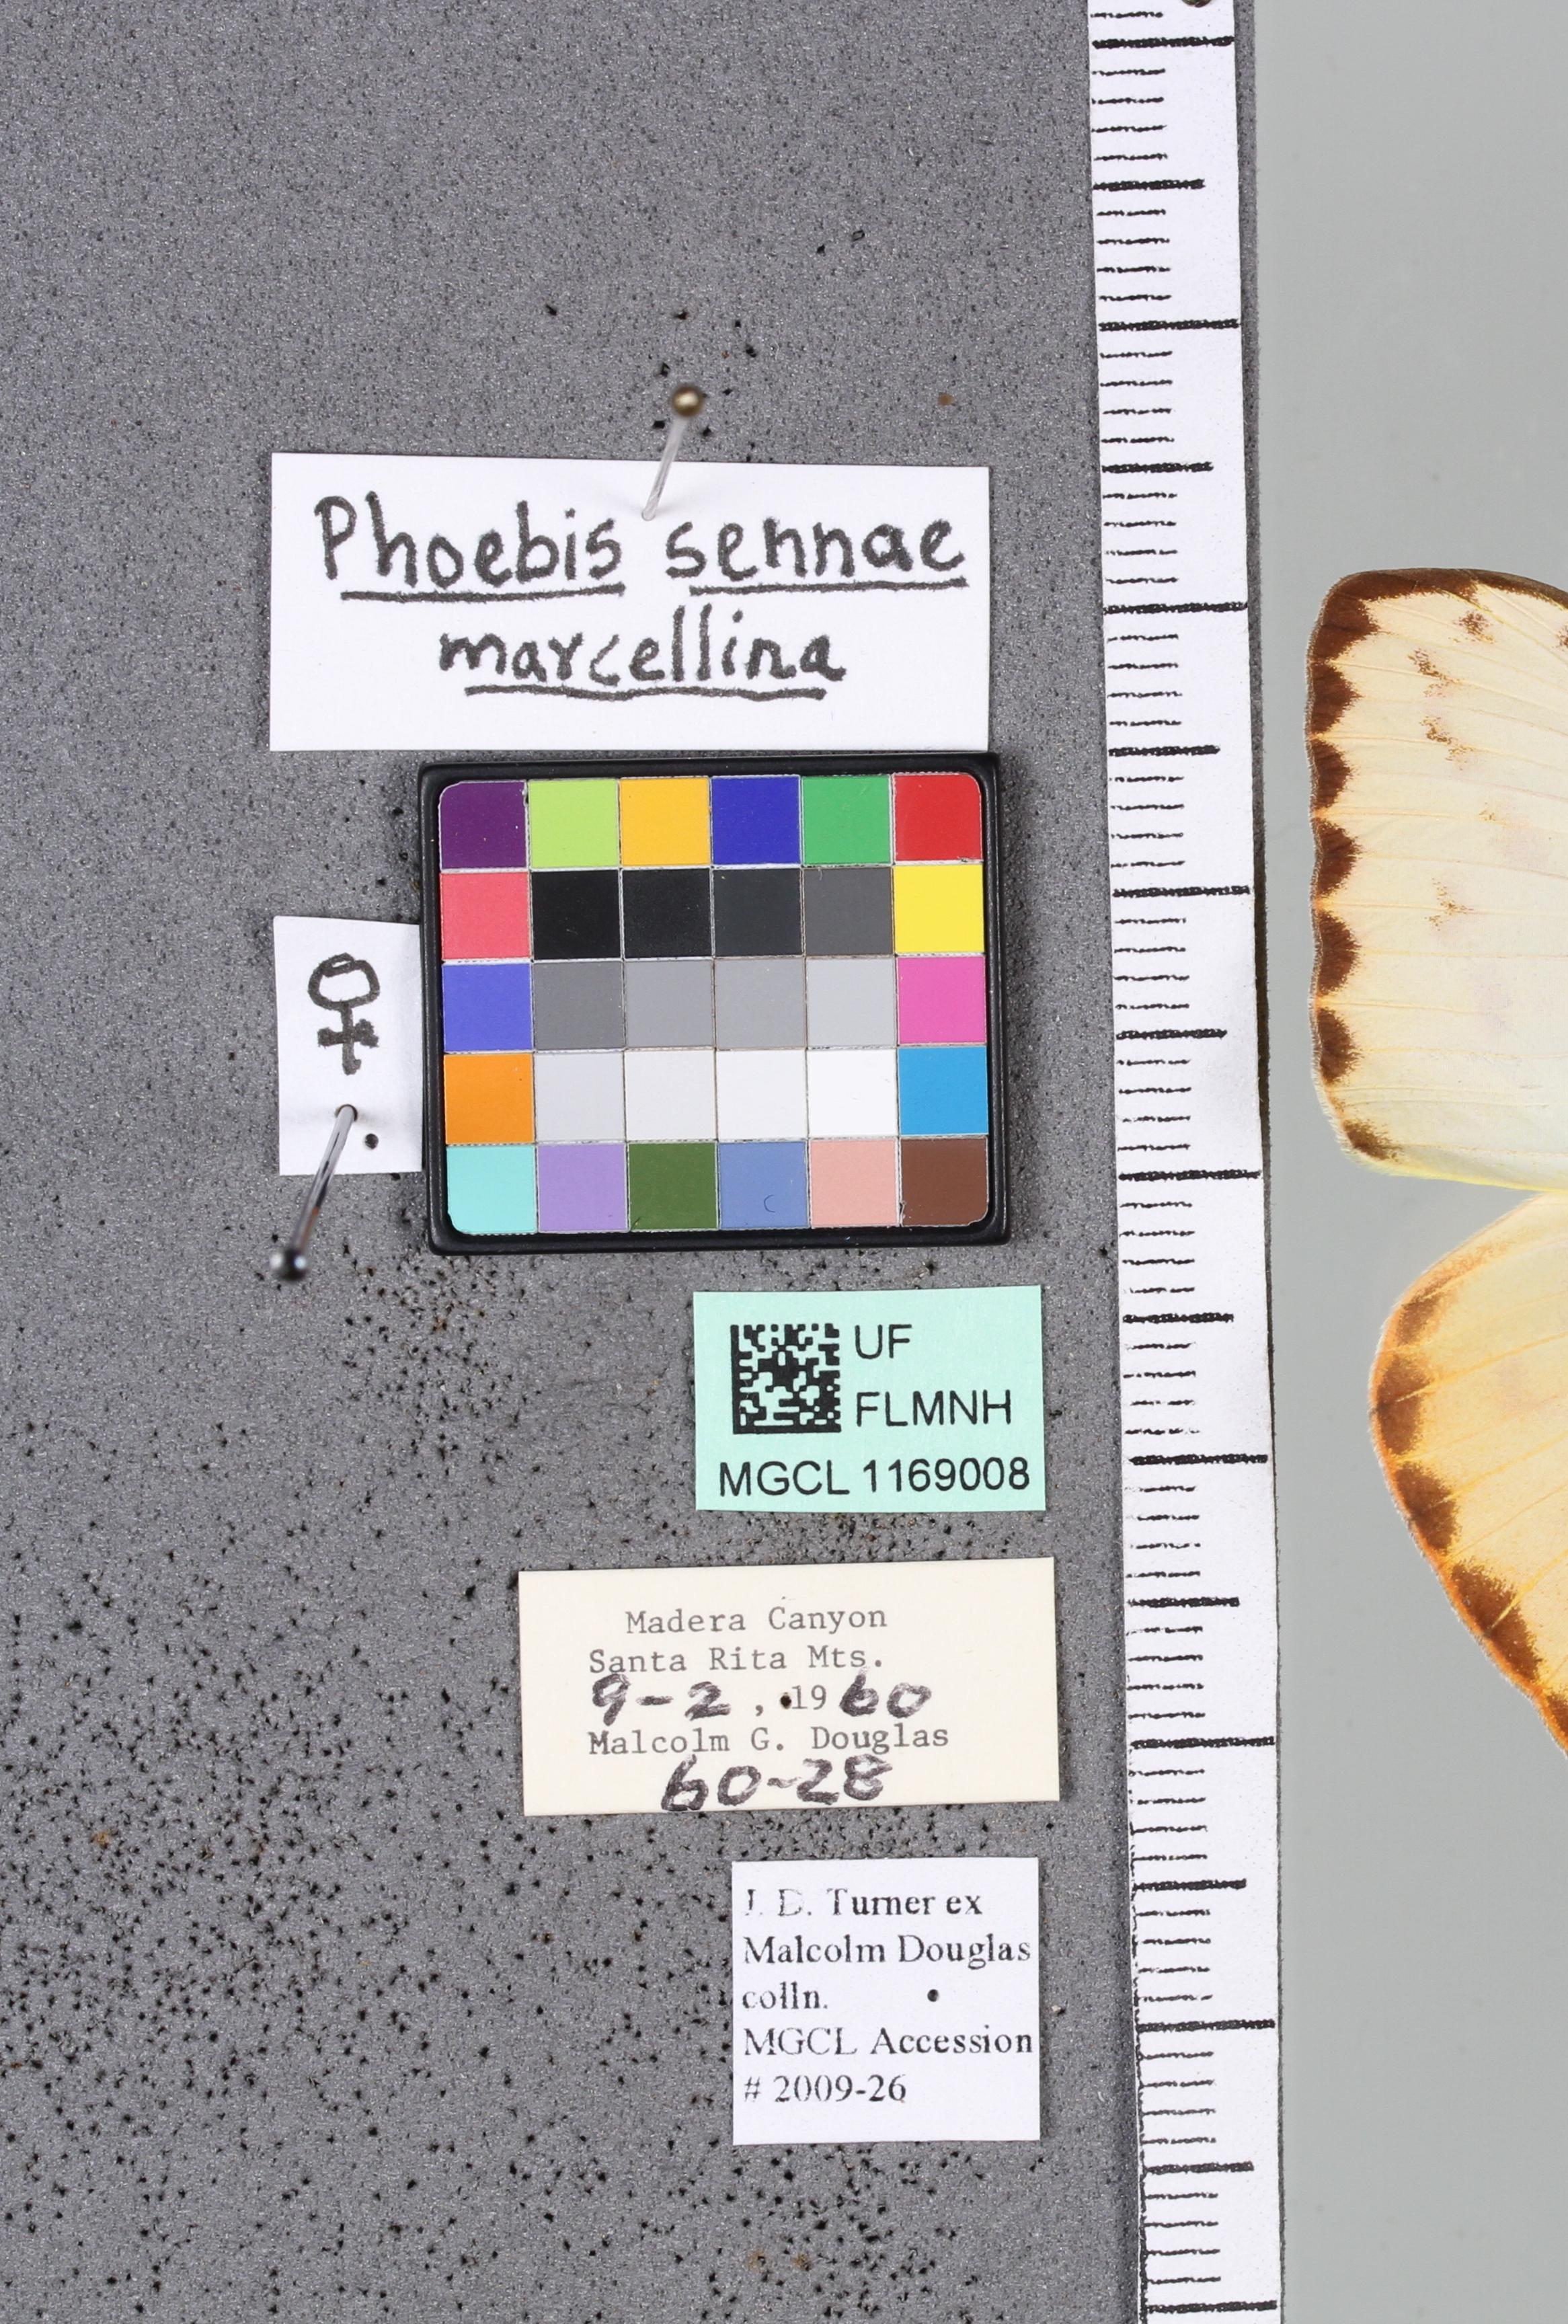 Phoebis sennae
marcellina
♀
UF
FLMNH
MGCL 1169008
Madera Canyon
Santa Rita Mts.
9-2, 1960
Malcolm G. Douglas
60-28
J. D. Turner ex
Malcolm Douglas
colln.
MGCL Accession
# 2009-26